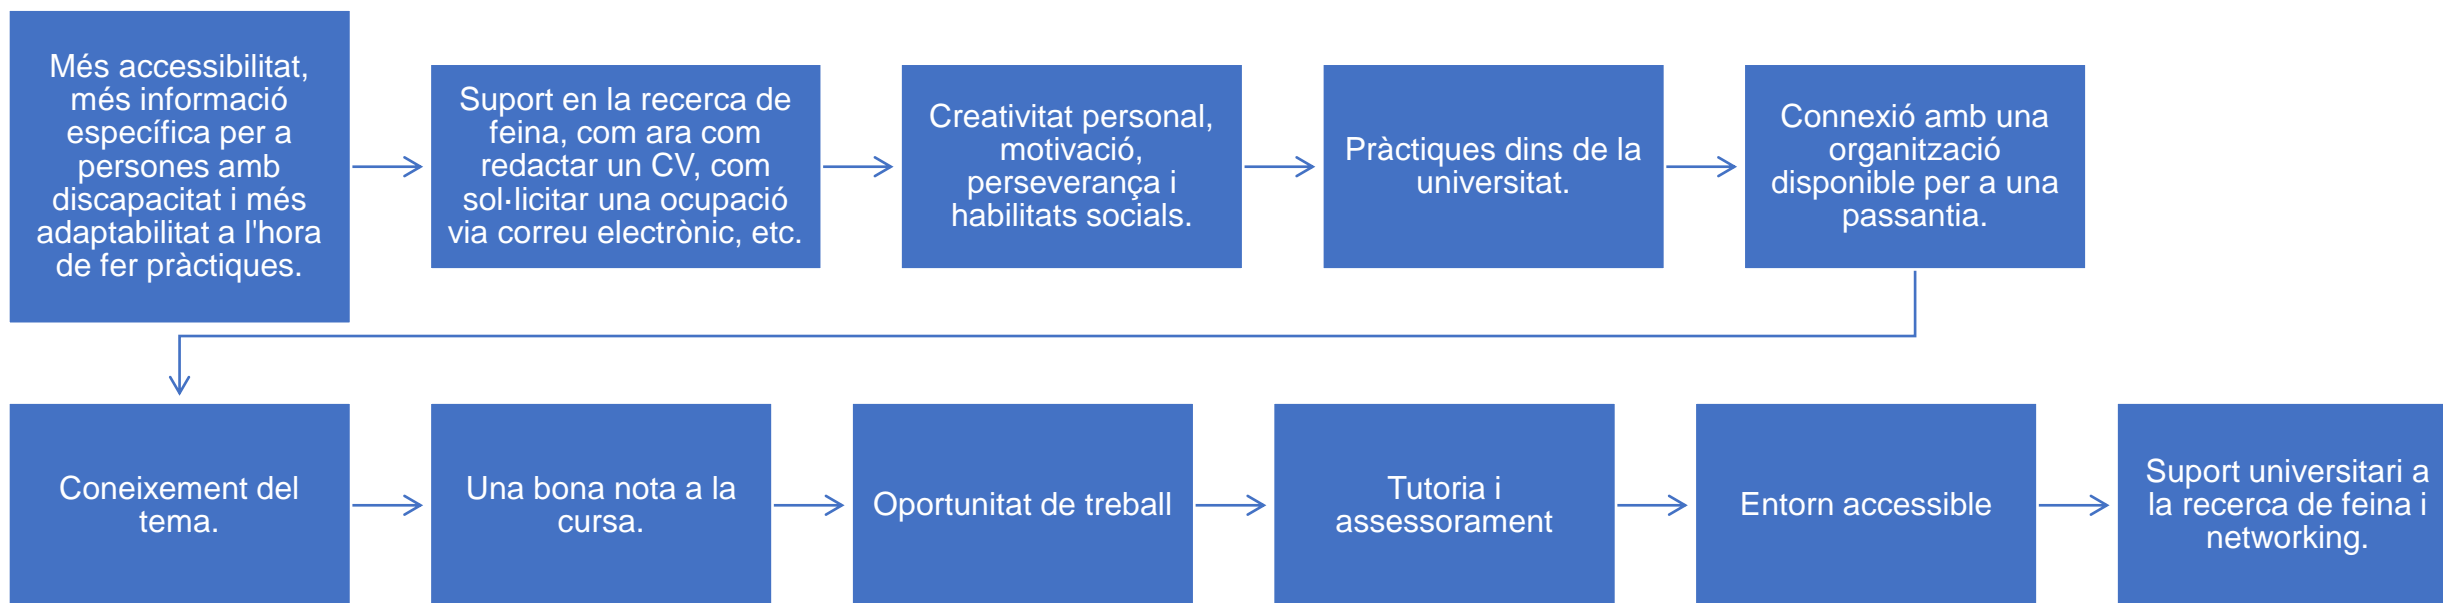 Més accessibilitat,
més informació
específica per a
persones amb
discapacitat i més
adaptabilitat a l'hora
de fer pràctiques.
Suport en la recerca de
feina, com ara com
redactar un CV, com
sol·licitar una ocupació
via correu electrònic, etc.
Creativitat personal,
motivació,
perseverança i
habilitats socials.
Pràctiques dins de la
universitat.
Connexió amb una
organització
disponible per a una
passantia.
Coneixement del
tema.
Una bona nota a la
cursa.
Oportunitat de treball
Tutoria i
assessorament
Entorn accessible
Suport universitari a
la recerca de feina i
networking.